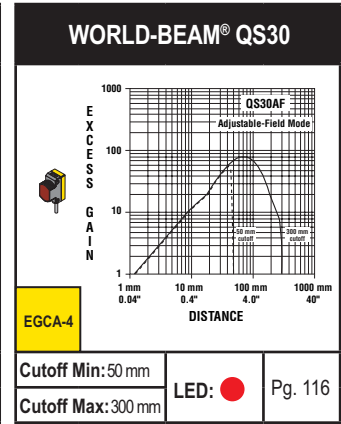 WORLD-BEAM® QS30
EXCESS GAIN
1000
100
10
1
QS30AF
Adjustable-Field Mode
50 mm
cutoff
300 mm
cutoff
1 mm 10 mm 100 mm 1000 mm
0.04" 0.4" 4.0" 40"
DISTANCE
EGCA-4
Cutoff Min: 50 mm
Cutoff Max: 300 mm
LED:
Pg. 116